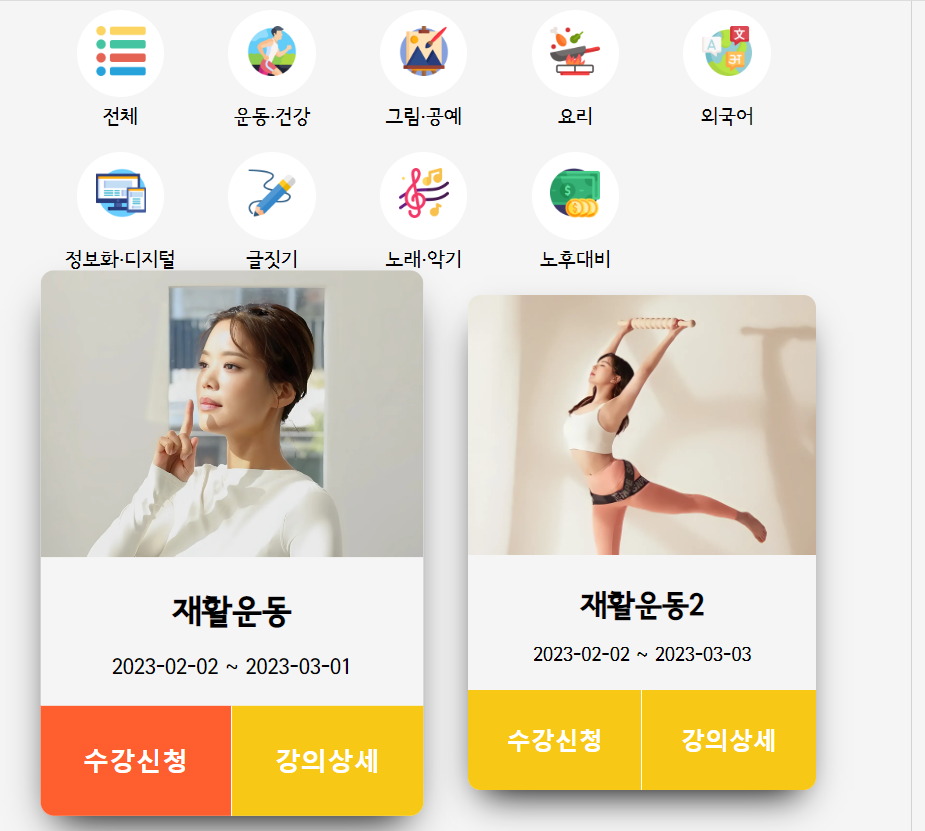 전체
운동·건강
그림·공예
요리
A 文 अ
외국어
정보화·디지털
글짓기
노래·악기
노후대비
재활운동
2023-02-02 ~ 2023-03-01
수강신청
강의상세
재활운동2
2023-02-02 ~ 2023-03-03
수강신청
강의상세